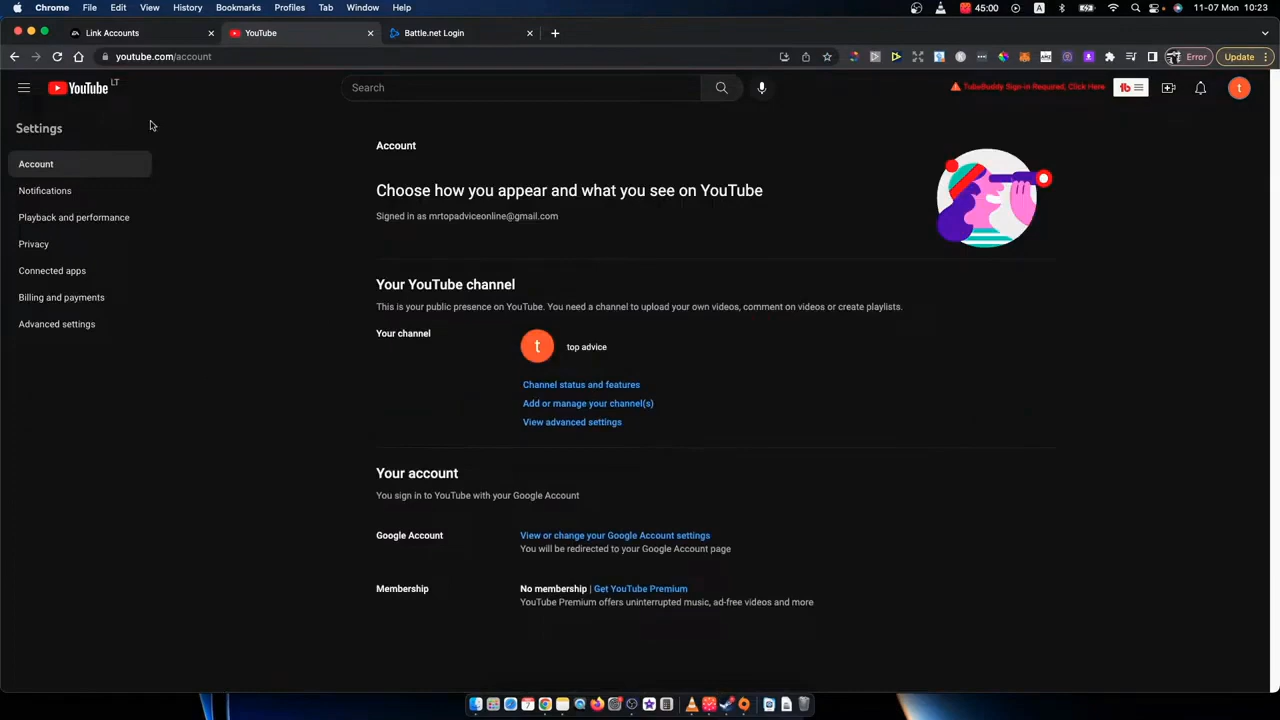 Chrome File Edit View History Bookmarks Profiles Tab Window Help 45:00 A 11-07 Mon 10:23
Link Accounts YouTube Battle.net Login
youtube.com/account Error Update
YouTube LT Search TubeBuddy Sign-in Required, Click Here t
Settings
Account
Notifications
Playback and performance
Privacy
Connected apps
Billing and payments
Advanced settings
Account
Choose how you appear and what you see on YouTube
Signed in as mrtopadviceonline@gmail.com
Your YouTube channel
This is your public presence on YouTube. You need a channel to upload your own videos, comment on videos or create playlists.
Your channel t top advice
Channel status and features
Add or manage your channel(s)
View advanced settings
Your account
You sign in to YouTube with your Google Account
Google Account View or change your Google Account settings
You will be redirected to your Google Account page
Membership No membership | Get YouTube Premium
YouTube Premium offers uninterrupted music, ad-free videos and more